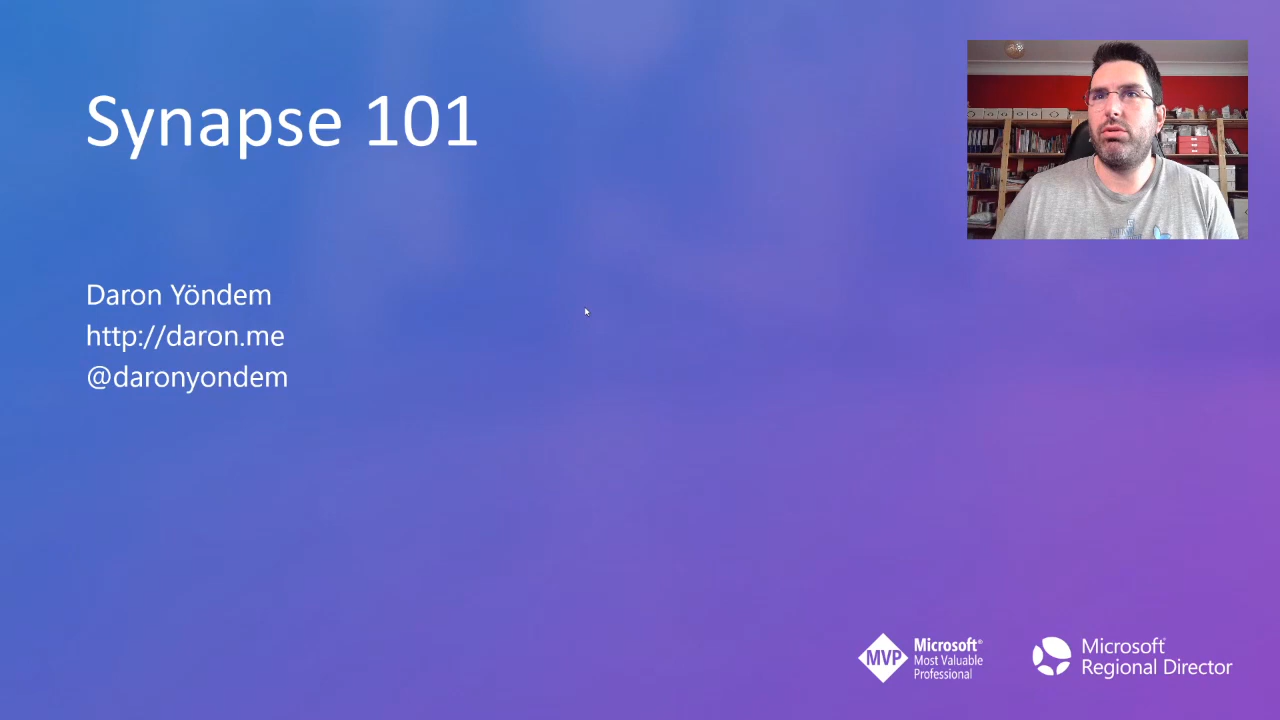 Synapse 101
Daron Yöndem
http://daron.me
@daronyondem
MVP
Microsoft®
Most Valuable
Professional
Microsoft®
Regional Director